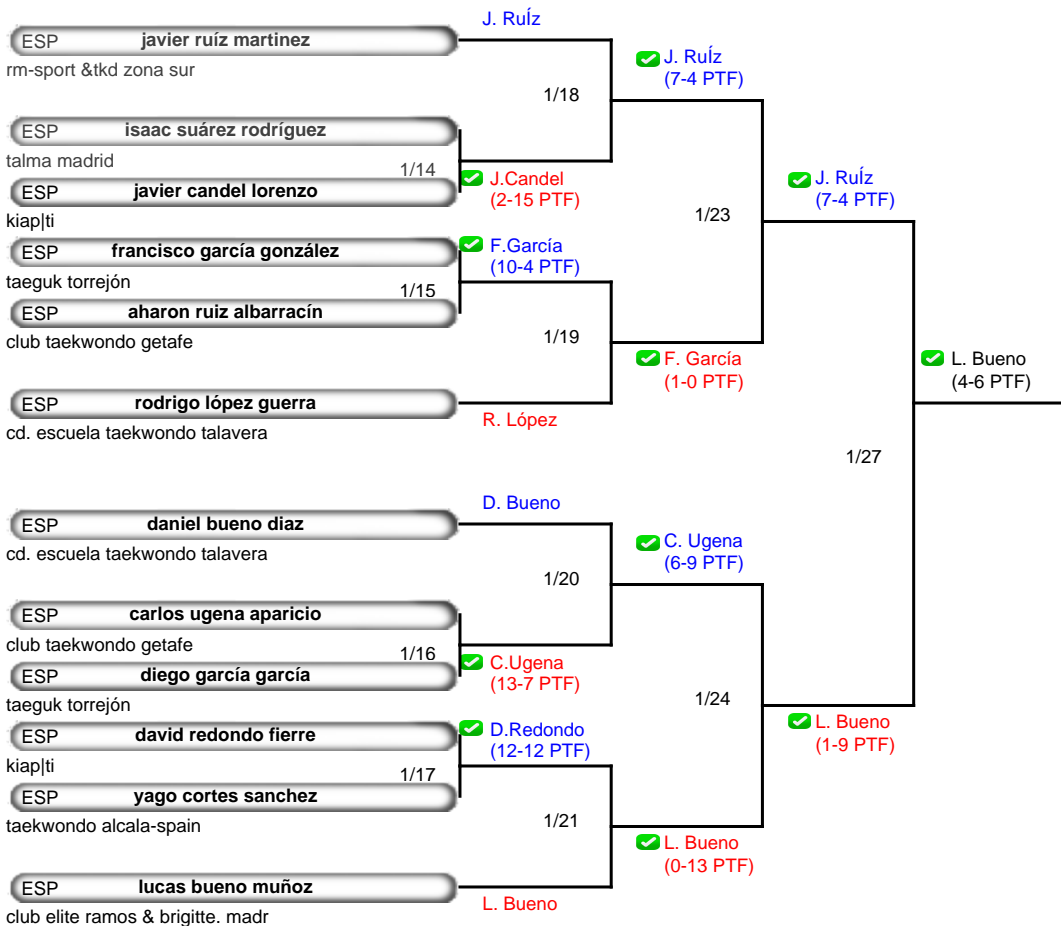 J. RuÍz
ESP javier ruíz martinez
rm-sport &tkd zona sur
J. RuÍz
(7-4 PTF)
1/18
ESP isaac suárez rodríguez
talma madrid
1/14
ESP javier candel lorenzo
kiap|ti
J.Candel
(2-15 PTF)
J. RuÍz
(7-4 PTF)
1/23
ESP francisco garcía gonzález
taeguk torrejón
F.García
(10-4 PTF)
1/15
ESP aharon ruiz albarracín
club taekwondo getafe
1/19
F. García
(1-0 PTF)
ESP rodrigo lópez guerra
cd. escuela taekwondo talavera
R. López
L. Bueno
(4-6 PTF)
1/27
D. Bueno
ESP daniel bueno diaz
cd. escuela taekwondo talavera
C. Ugena
(6-9 PTF)
1/20
ESP carlos ugena aparicio
club taekwondo getafe
1/16
ESP diego garcía garcía
taeguk torrejón
C.Ugena
(13-7 PTF)
1/24
L. Bueno
(1-9 PTF)
ESP david redondo fierre
kiap|ti
D.Redondo
(12-12 PTF)
1/17
ESP yago cortes sanchez
taekwondo alcala-spain
1/21
L. Bueno
(0-13 PTF)
ESP lucas bueno muñoz
club elite ramos & brigitte. madr
L. Bueno